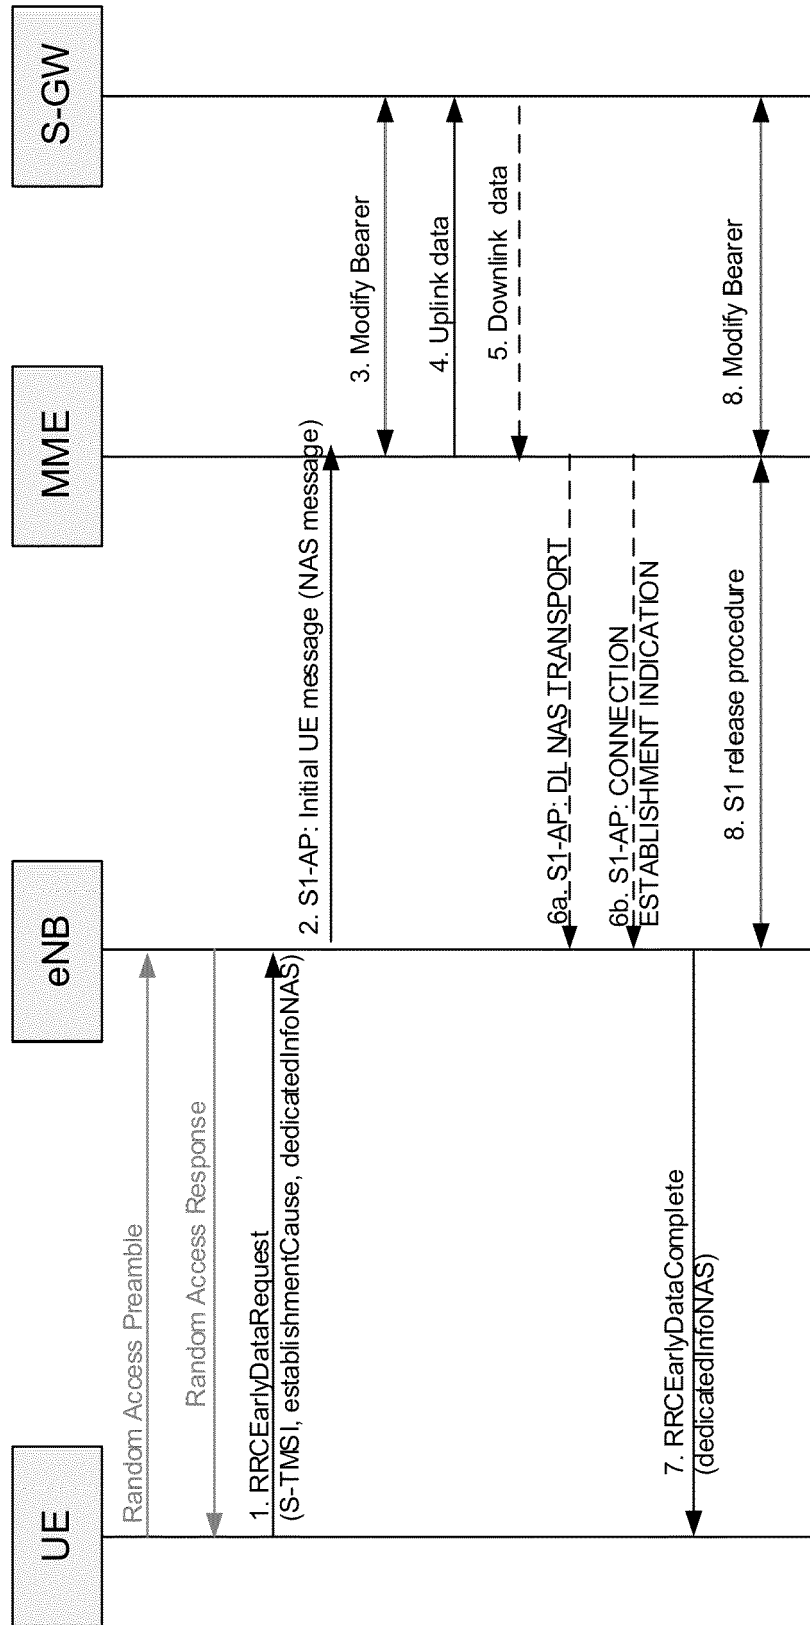 UE
eNB
MME
S-GW
Random Access Preamble
Random Access Response
1. RRCEarlyDataRequest
(S-TMSI, establishmentCause, dedicatedInfoNAS)
2. S1-AP: Initial UE message (NAS message)
3. Modify Bearer
4. Uplink data
5. Downlink data
6a. S1-AP: DL NAS TRANSPORT
6b. S1-AP: CONNECTION
ESTABLISHMENT INDICATION
7. RRCEarlyDataComplete
(dedicatedInfoNAS)
8. S1 release procedure
8. Modify Bearer